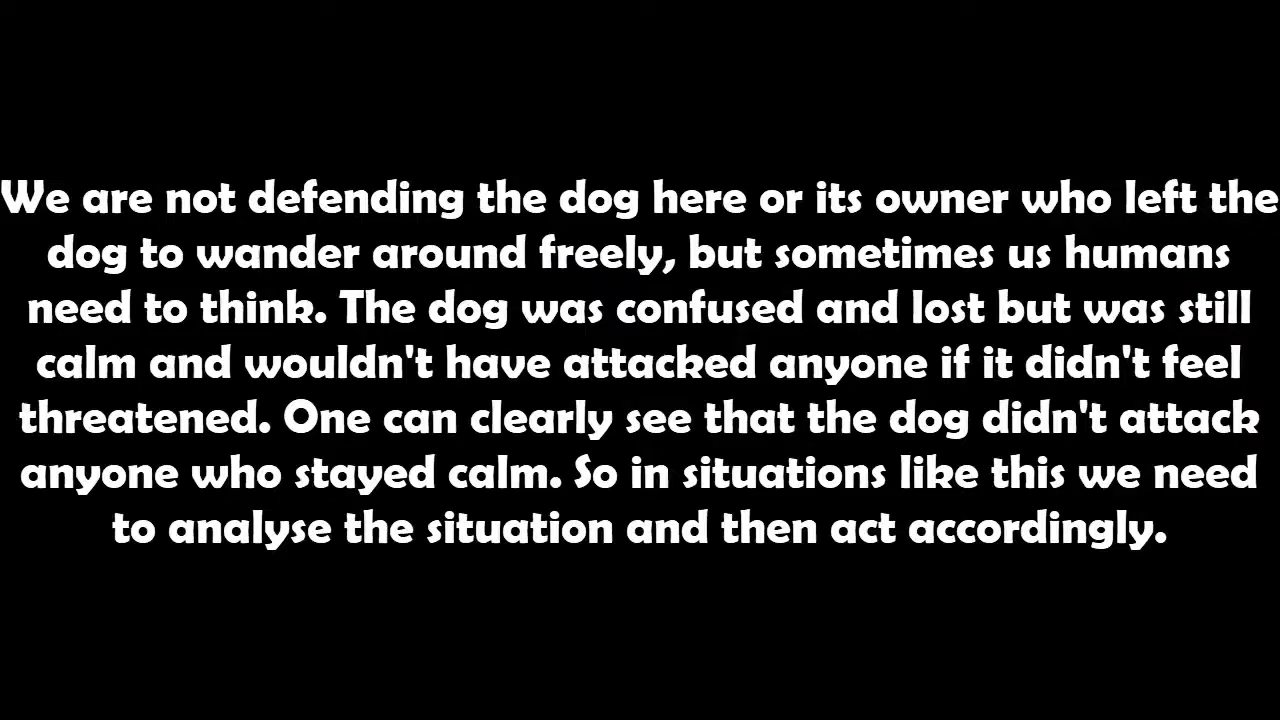 We are not defending the dog here or its owner who left the
dog to wander around freely, but sometimes us humans
need to think. The dog was confused and lost but was still
calm and wouldn't have attacked anyone if it didn't feel
threatened. One can clearly see that the dog didn't attack
anyone who stayed calm. So in situations like this we need
to analyse the situation and then act accordingly.